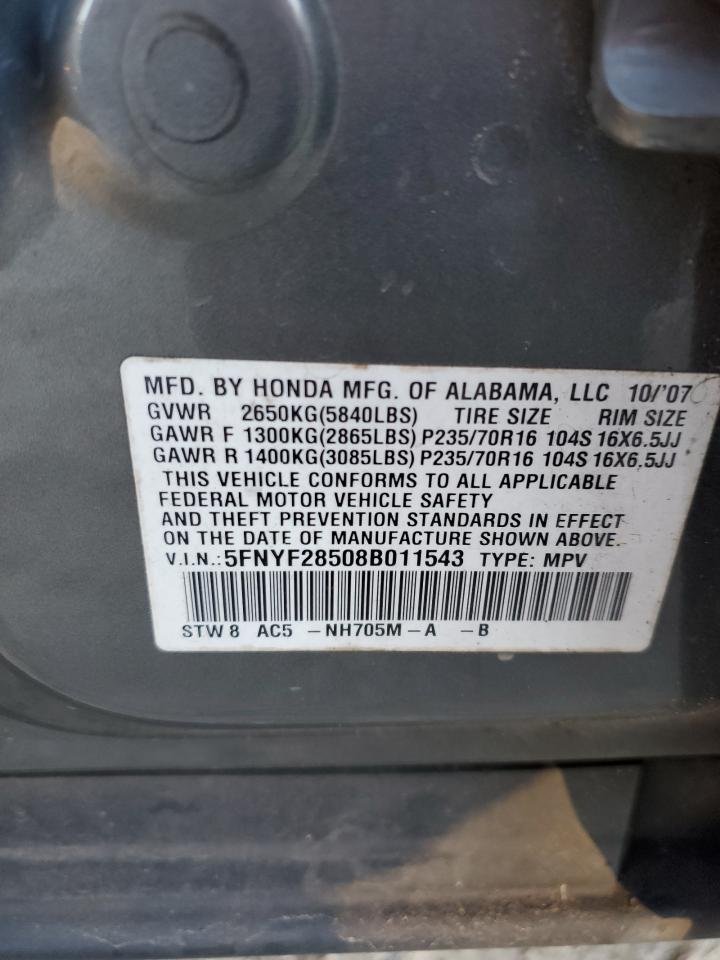 MFD. BY HONDA MFG. OF ALABAMA, LLC 10/'07
GVWR 2650KG(5840LBS) TIRE SIZE RIM SIZE
GAWR F 1300KG(2865LBS) P235/70R16 104S 16X6.5JJ
GAWR R 1400KG(3085LBS) P235/70R16 104S 16X6.5JJ
THIS VEHICLE CONFORMS TO ALL APPLICABLE
FEDERAL MOTOR VEHICLE SAFETY
AND THEFT PREVENTION STANDARDS IN EFFECT
ON THE DATE OF MANUFACTURE SHOWN ABOVE.
V.I.N.: 5FNYF28508B011543 TYPE: MPV
STW 8 AC5 -NH705M-A -B